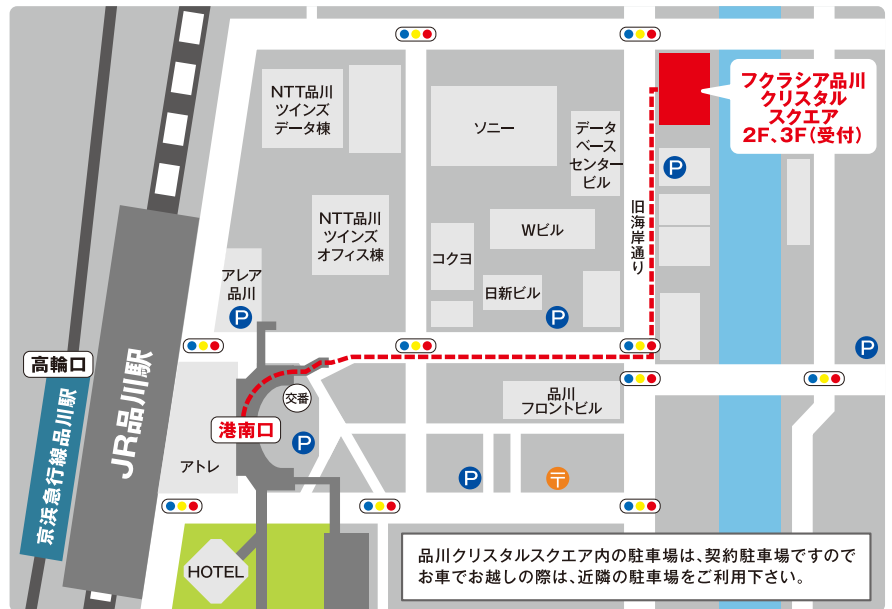 フクラシア品川
クリスタル
スクエア
2F、3F（受付）
NTT品川
ツインズ
データ棟
ソニー
データ
ベース
センター
ビル
P
旧海岸通り
NTT品川
ツインズ
オフィス棟
Wビル
コクヨ
日新ビル
アレア
品川
P
P
P
高輪口
JR品川駅
京浜急行線品川駅
交番
港南口
P
アトレ
品川
フロントビル
P
〒
HOTEL
品川クリスタルスクエア内の駐車場は、契約駐車場ですので
お車でお越しの際は、近隣の駐車場をご利用下さい。